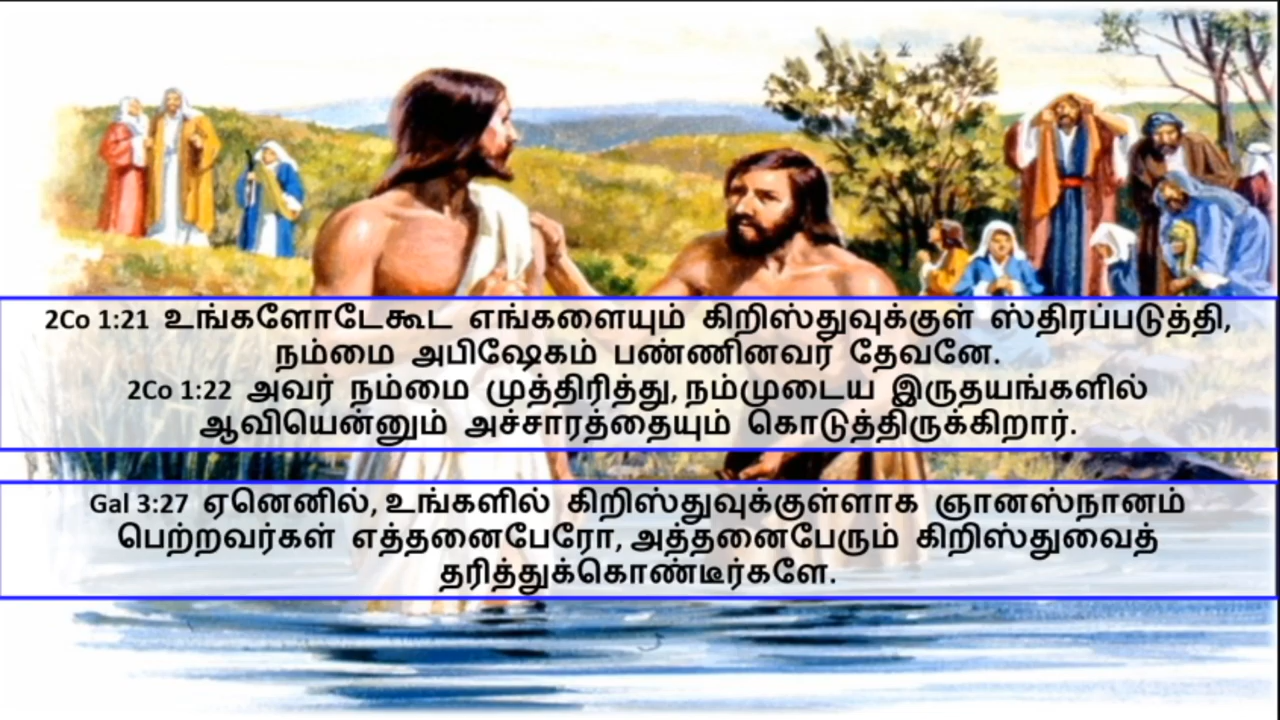 2Co 1:21 உங்களோடேகூட எங்களையும் கிறிஸ்துவுக்குள் ஸ்திரப்படுத்தி,
நம்மை அபிஷேகம் பண்ணினவர் தேவனே.
2Co 1:22 அவர் நம்மை முத்திரித்து, நம்முடைய இருதயங்களில்
ஆவியென்னும் அச்சாரத்தையும் கொடுத்திருக்கிறார்.
Gal 3:27 ஏனெனில், உங்களில் கிறிஸ்துவுக்குள்ளாக ஞானஸ்நானம்
பெற்றவர்கள் எத்தனைபேரோ, அத்தனைபேரும் கிறிஸ்துவைத்
தரித்துக்கொண்டீர்களே.